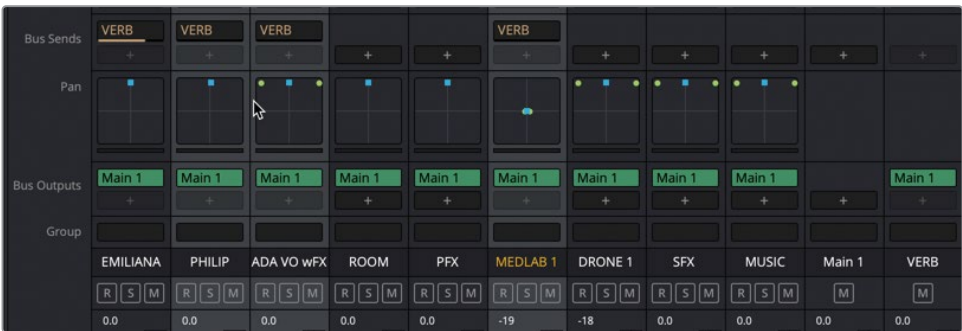 Bus Sends VERB VERB VERB VERB
+ + + + + + + + + + +
Pan
Bus Outputs Main 1 Main 1 Main 1 Main 1 Main 1 Main 1 Main 1 Main 1 Main 1 Main 1
+ + + + + + + + + + +
Group
EMILIANA PHILIP ADA VO wFX ROOM PFX MEDLAB 1 DRONE 1 SFX MUSIC Main 1 VERB
R S M R S M R S M R S M R S M R S M R S M R S M R S M M M
0.0 0.0 0.0 0.0 0.0 -19 -18 0.0 0.0 0.0 0.0